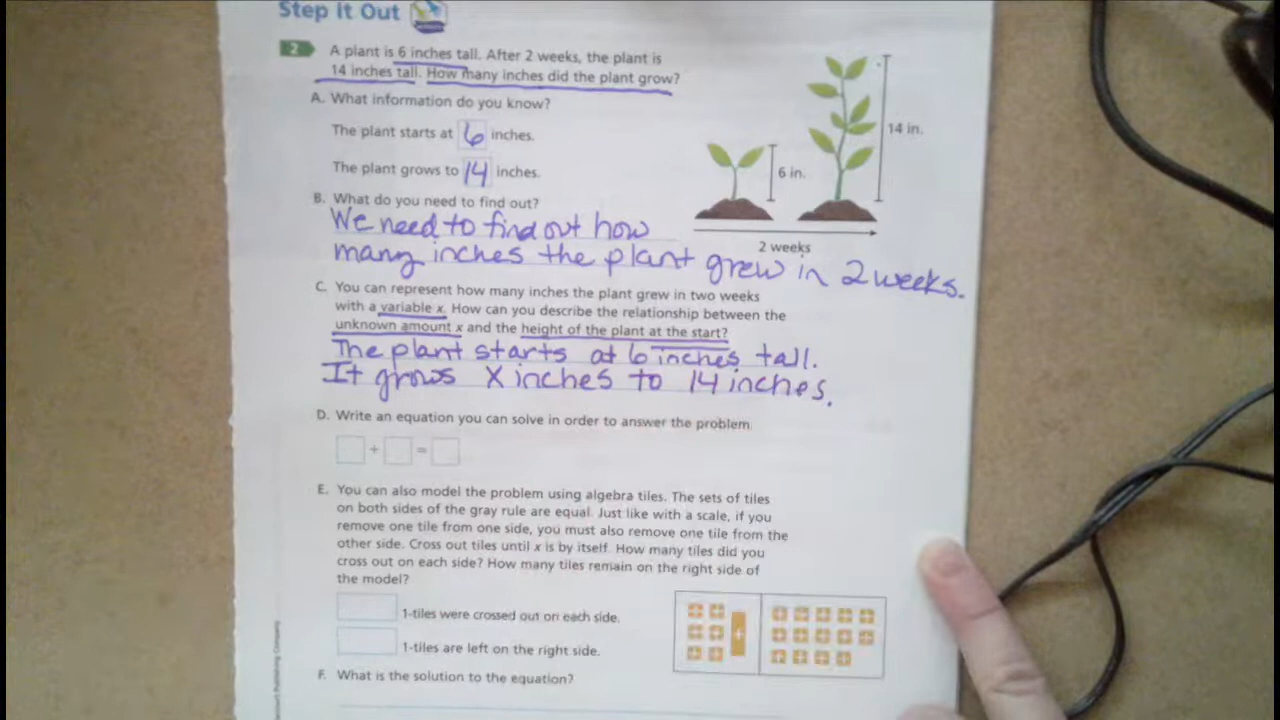 Step It Out
2 A plant is 6 inches tall. After 2 weeks, the plant is
14 inches tall. How many inches did the plant grow?
A. What information do you know?
The plant starts at 6 inches.
The plant grows to 14 inches.
14 in.
6 in.
2 weeks
B. What do you need to find out?
We need to find out how
many inches the plant grew in 2 weeks.
C. You can represent how many inches the plant grew in two weeks
with a variable x. How can you describe the relationship between the
unknown amount x and the height of the plant at the start?
The plant starts at 6 inches tall.
It grows X inches to 14 inches.
D. Write an equation you can solve in order to answer the problem.
+ =
E. You can also model the problem using algebra tiles. The sets of tiles
on both sides of the gray rule are equal. Just like with a scale, if you
remove one tile from one side, you must also remove one tile from the
other side. Cross out tiles until x is by itself. How many tiles did you
cross out on each side? How many tiles remain on the right side of
the model?
1-tiles were crossed out on each side.
1-tiles are left on the right side.
F. What is the solution to the equation?
Publishing Company